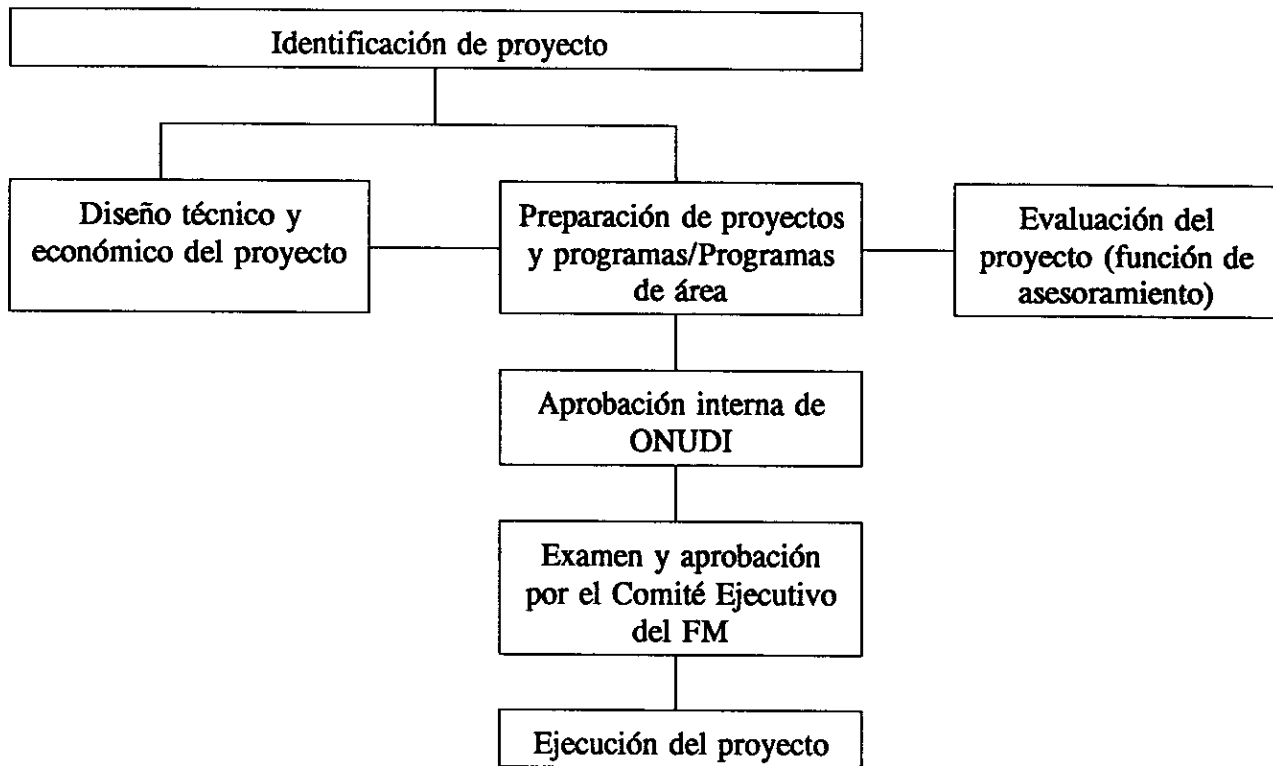 Identificación de proyecto
Diseño técnico y
económico del proyecto
Preparación de proyectos
y programas/Programas
de área
Evaluación del
proyecto (función de
asesoramiento)
Aprobación interna de
ONUDI
Examen y aprobación
por el Comité Ejecutivo
del FM
Ejecución del proyecto